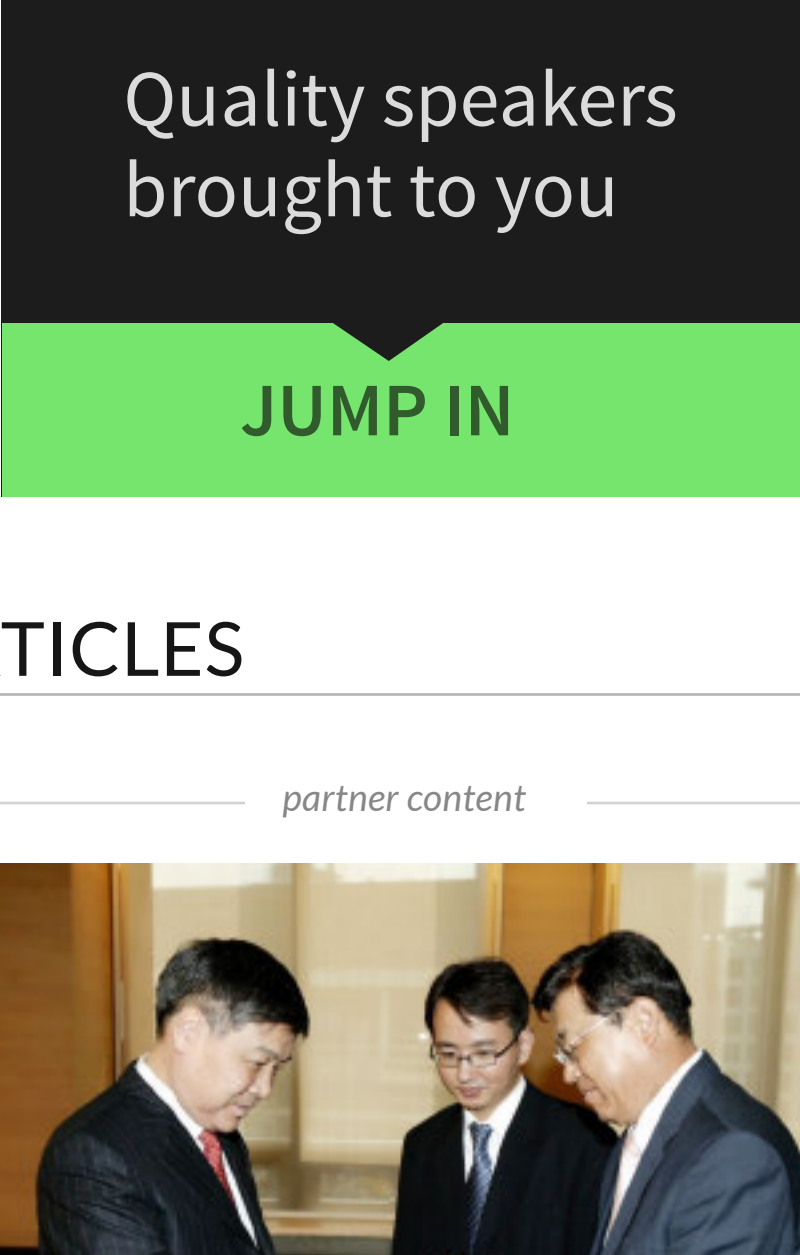 Quality speakers
brought to you
JUMP IN
TICLES
partner content